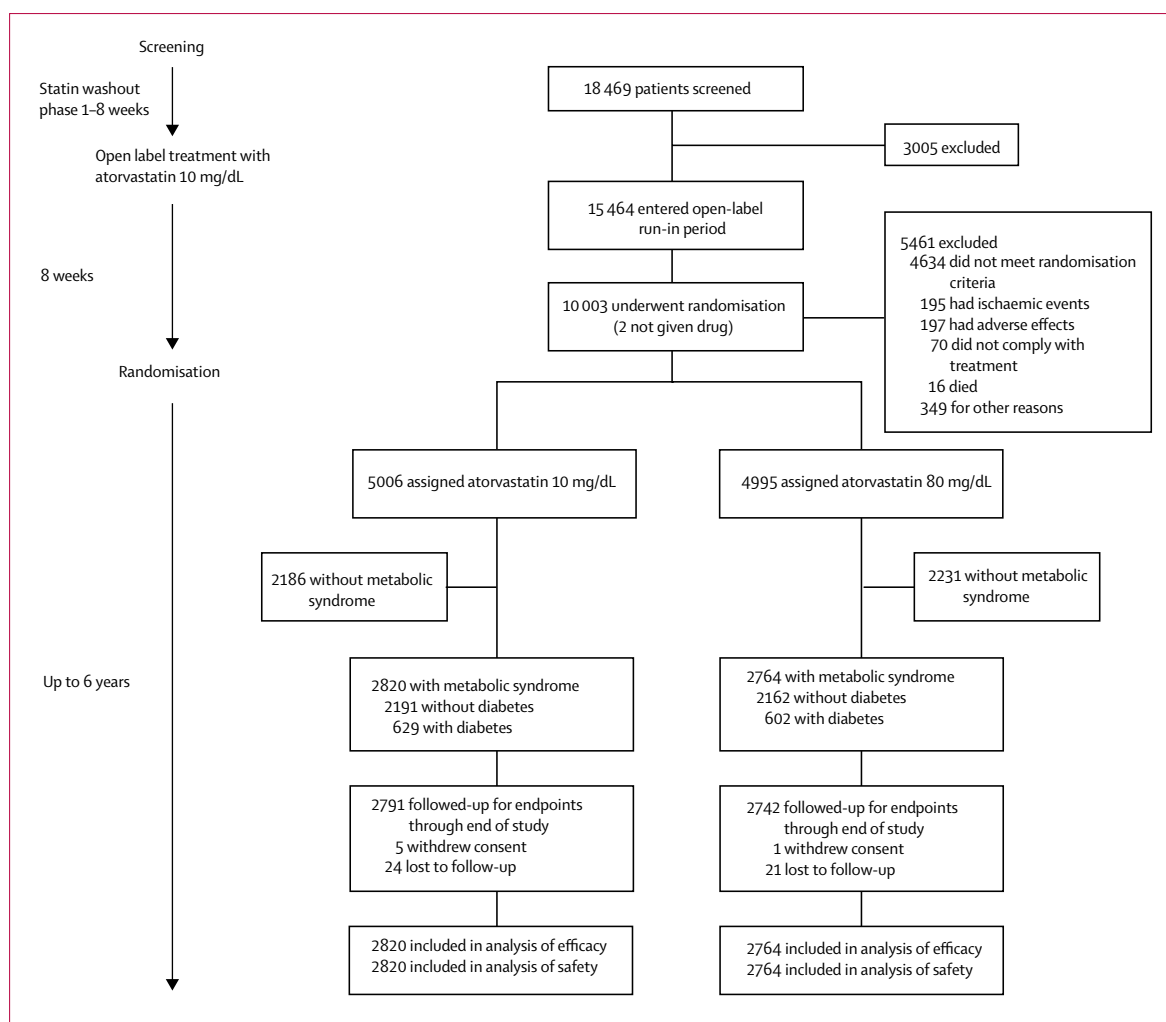 Screening
Statin washout
phase 1–8 weeks
Open label treatment with
atorvastatin 10 mg/dL
8 weeks
Randomisation
Up to 6 years
18 469 patients screened
3005 excluded
15 464 entered open-label
run-in period
5461 excluded
4634 did not meet randomisation
criteria
195 had ischaemic events
197 had adverse effects
70 did not comply with
treatment
16 died
349 for other reasons
10 003 underwent randomisation
(2 not given drug)
5006 assigned atorvastatin 10 mg/dL
4995 assigned atorvastatin 80 mg/dL
2186 without metabolic
syndrome
2231 without metabolic
syndrome
2820 with metabolic syndrome
2191 without diabetes
629 with diabetes
2764 with metabolic syndrome
2162 without diabetes
602 with diabetes
2791 followed-up for endpoints
through end of study
5 withdrew consent
24 lost to follow-up
2742 followed-up for endpoints
through end of study
1 withdrew consent
21 lost to follow-up
2820 included in analysis of efficacy
2820 included in analysis of safety
2764 included in analysis of efficacy
2764 included in analysis of safety